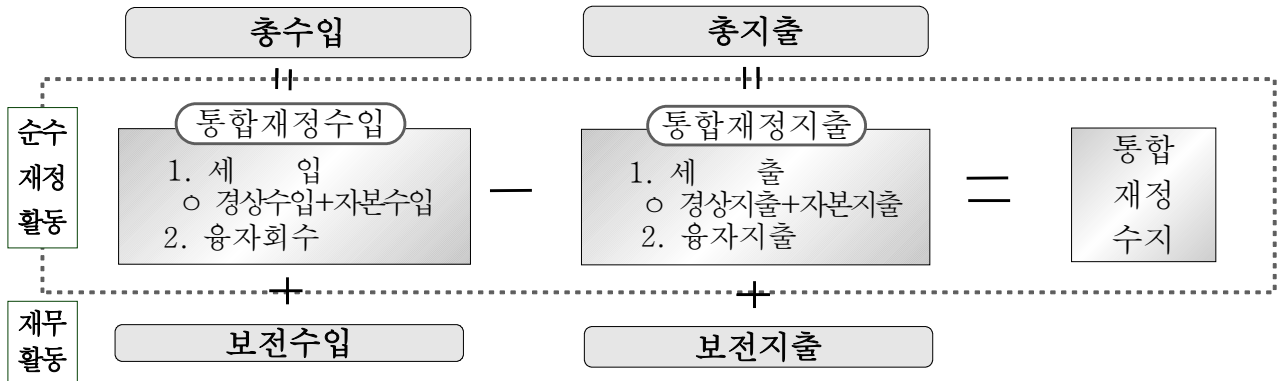 총수입 총지출
순수
재정
활동
통합재정수입
1. 세 입
ㅇ 경상수입+자본수입
2. 융자회수
통합재정지출
1. 세 출
ㅇ 경상지출+자본지출
2. 융자지출
통합
재정
수지
재무
활동
보전수입 보전지출